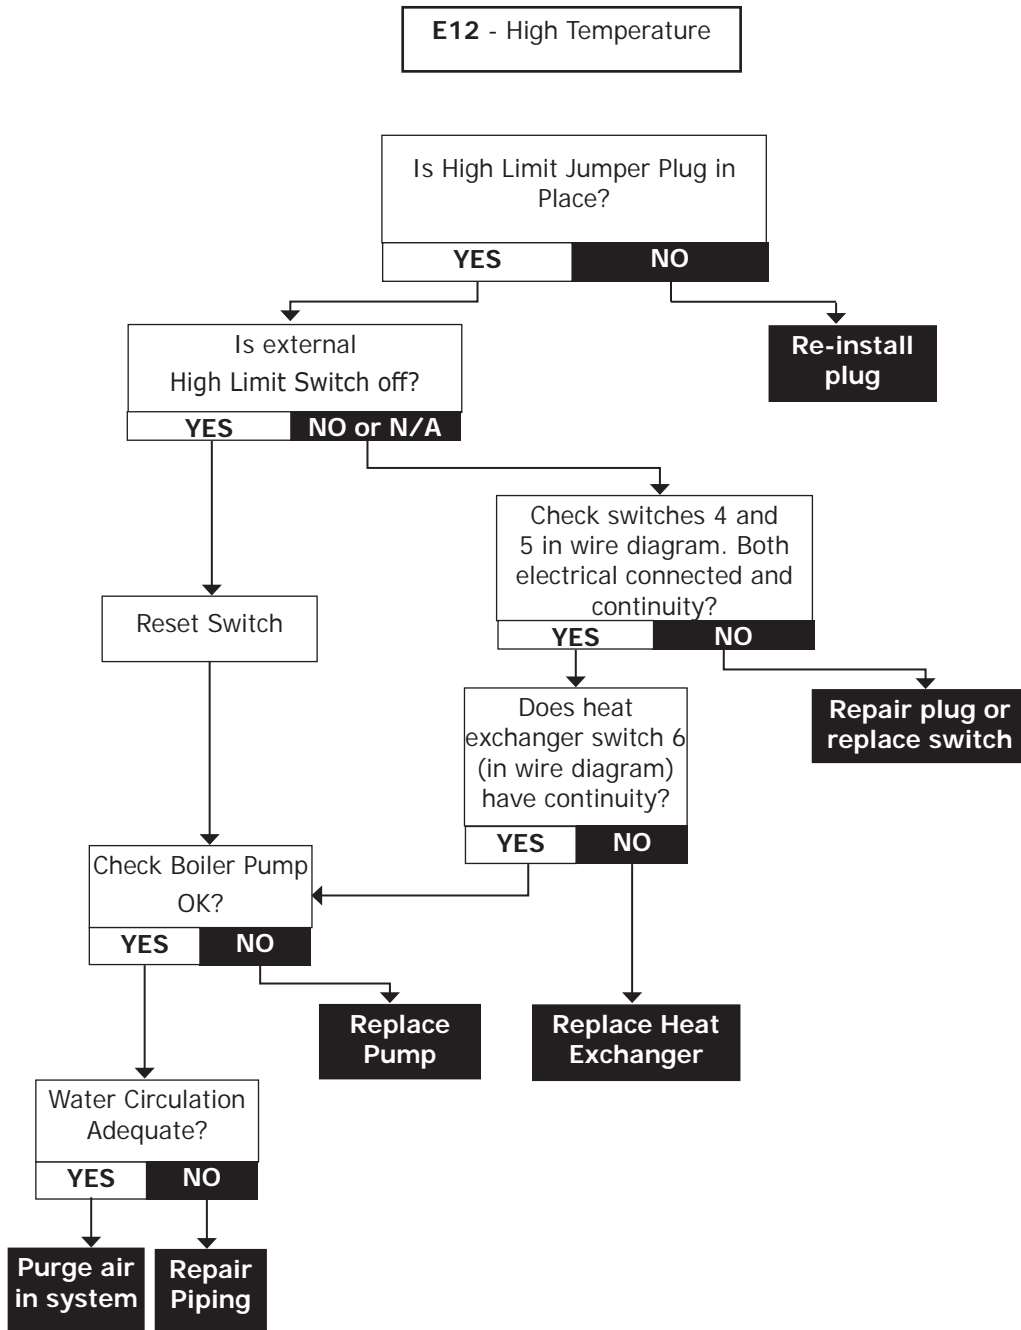 E12 - High Temperature
Is High Limit Jumper Plug in
Place?
YES
NO
Is external
High Limit Switch off?
YES
NO or N/A
Re-install
plug
Check switches 4 and
5 in wire diagram. Both
electrical connected and
continuity?
YES
NO
Reset Switch
Does heat
exchanger switch 6
(in wire diagram)
have continuity?
YES
NO
Repair plug or
replace switch
Check Boiler Pump
OK?
YES
NO
Replace
Pump
Replace Heat
Exchanger
Water Circulation
Adequate?
YES
NO
Purge air
in system
Repair
Piping